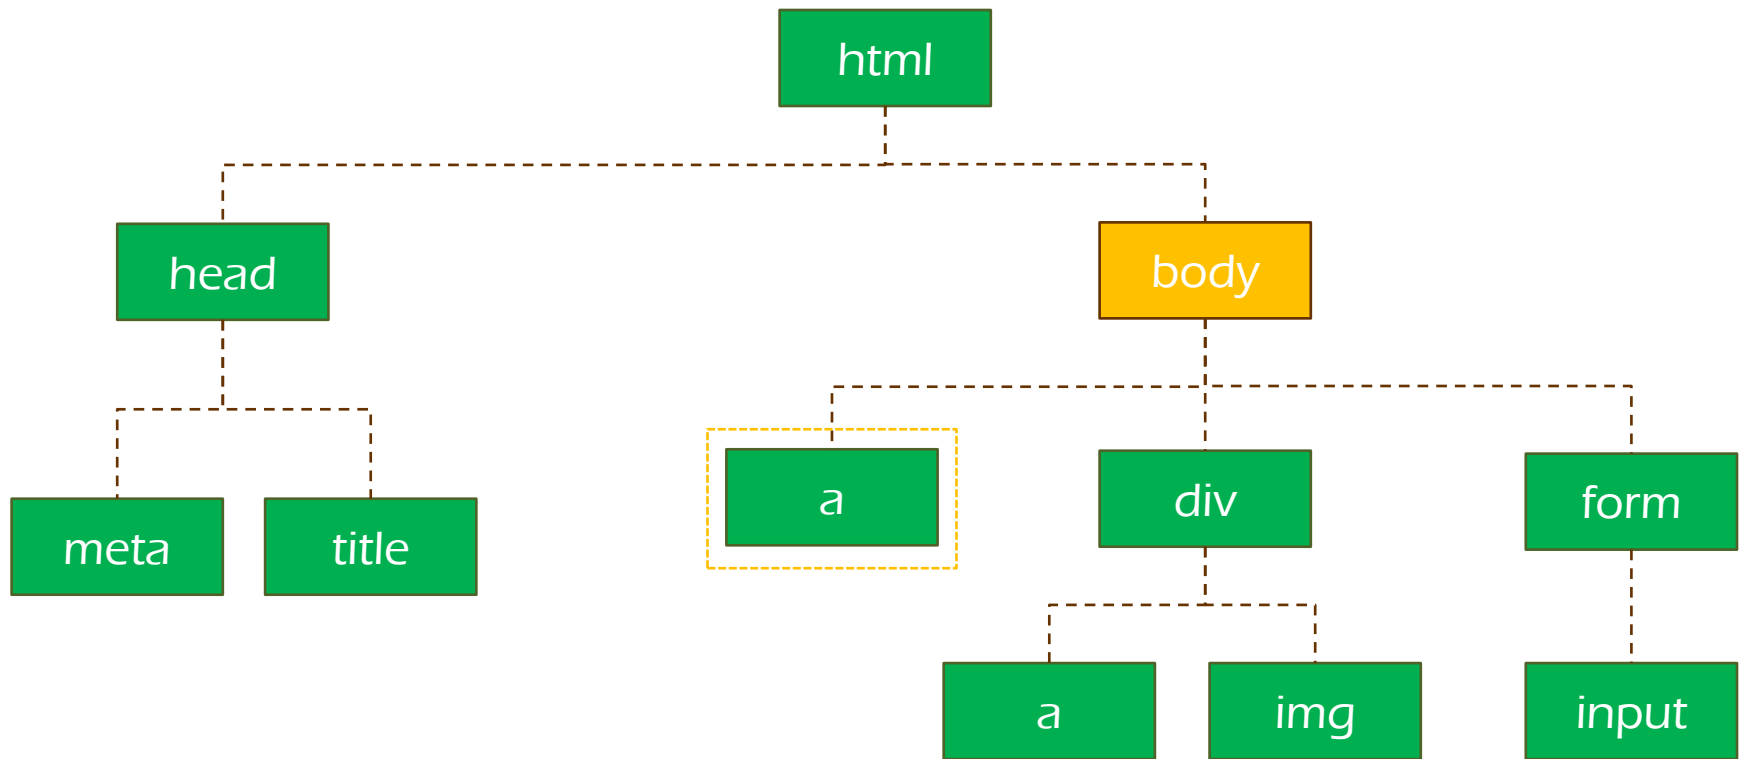 html
head
body
a
div
form
meta
title
a
img
input